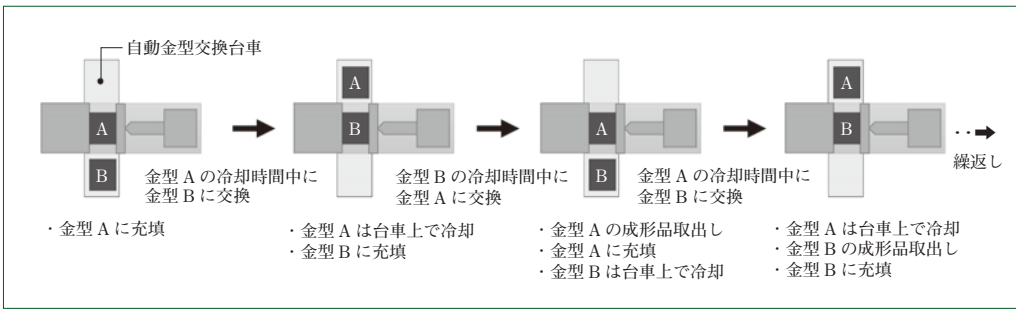 自動金型交換台車
A
B
金型 A の冷却時間中に
金型 B に交換
・金型 A に充填
A
B
金型 B の冷却時間中に
金型 A に交換
・金型 A は台車上で冷却
・金型 B に充填
A
B
金型 A の冷却時間中に
金型 B に交換
・金型 A の成形品取出し
・金型 A に充填
・金型 B は台車上で冷却
A
B
繰返し
・金型 A は台車上で冷却
・金型 B の成形品取出し
・金型 B に充填